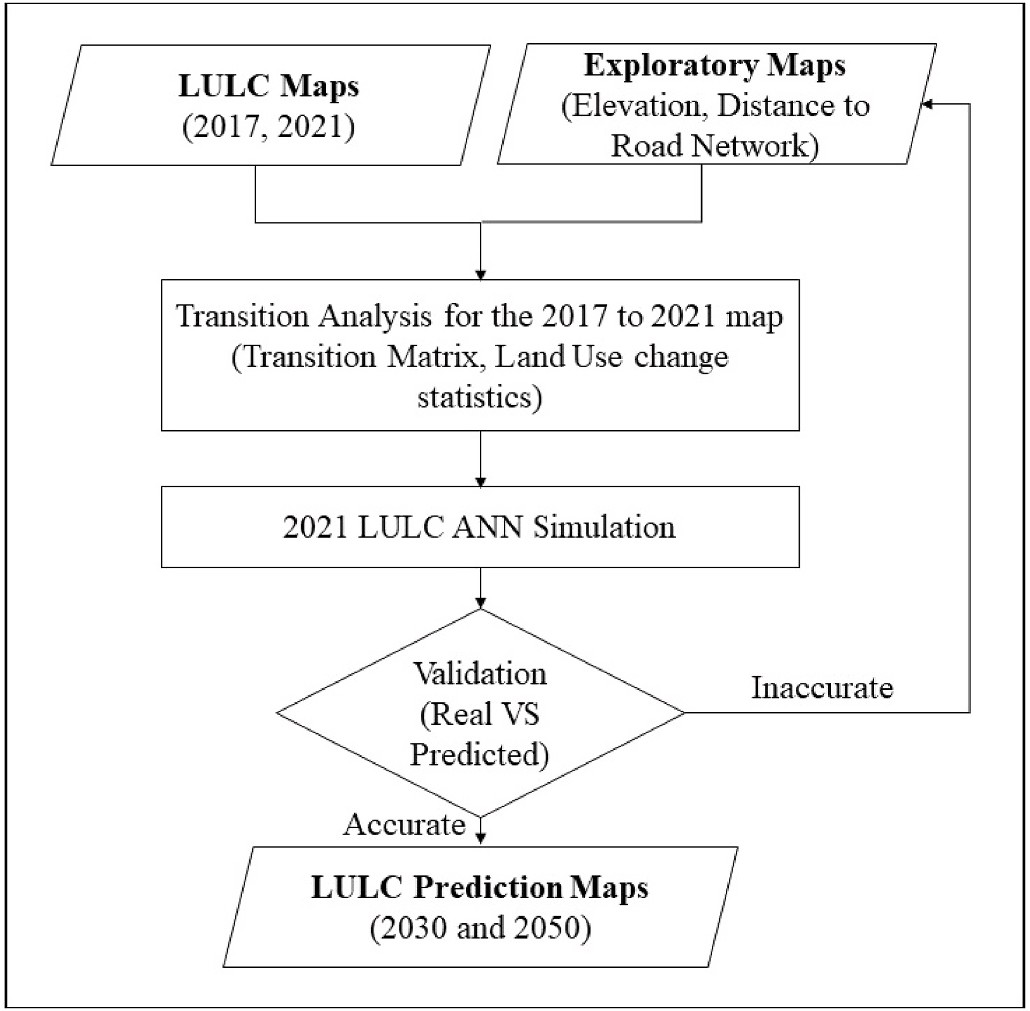 LULC Maps
(2017, 2021)
Exploratory Maps
(Elevation, Distance to
Road Network)
Transition Analysis for the 2017 to 2021 map
(Transition Matrix, Land Use change
statistics)
2021 LULC ANN Simulation
Validation
(Real VS
Predicted)
Inaccurate
Accurate
LULC Prediction Maps
(2030 and 2050)